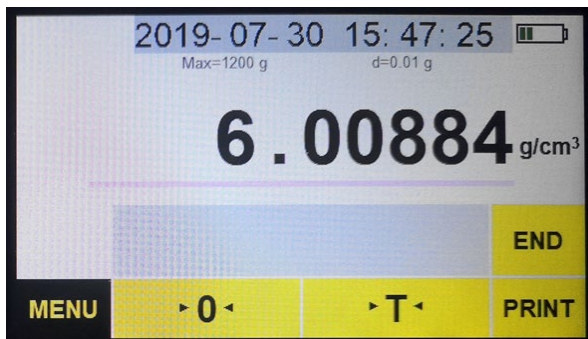 2019-07-30 15:47:25
Max=1200 g d=0.01 g
6.00884 g/cm³
END
MENU ▸0◂ ▸T◂ PRINT